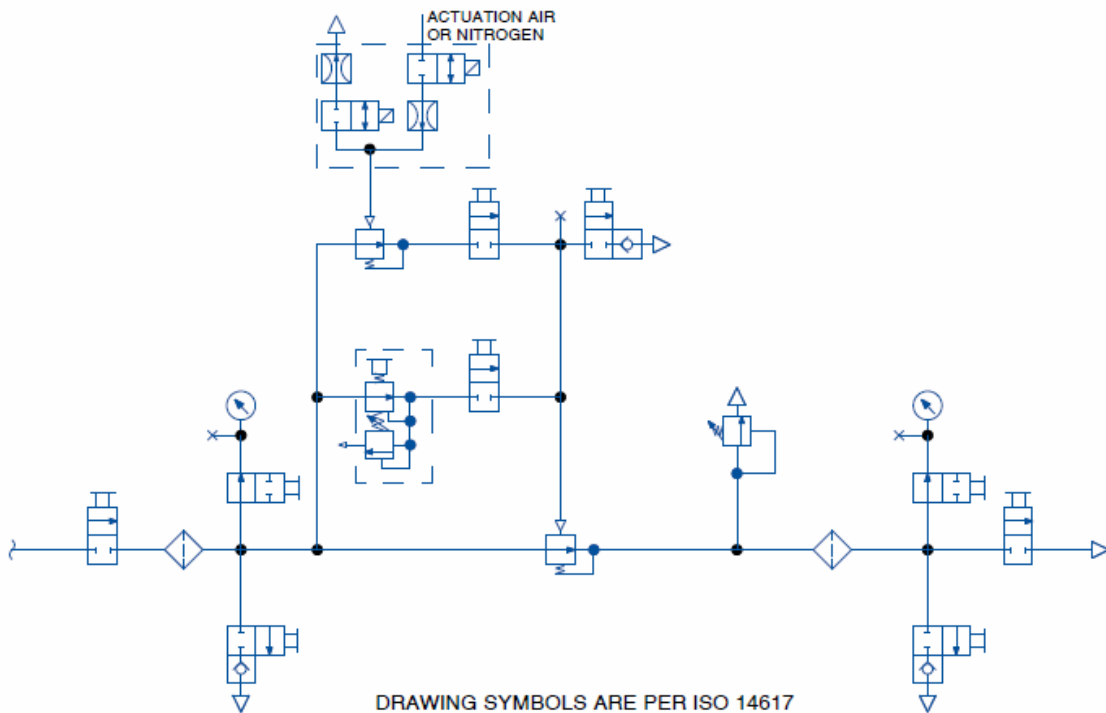 ACTUATION AIR
OR NITROGEN
DRAWING SYMBOLS ARE PER ISO 14617